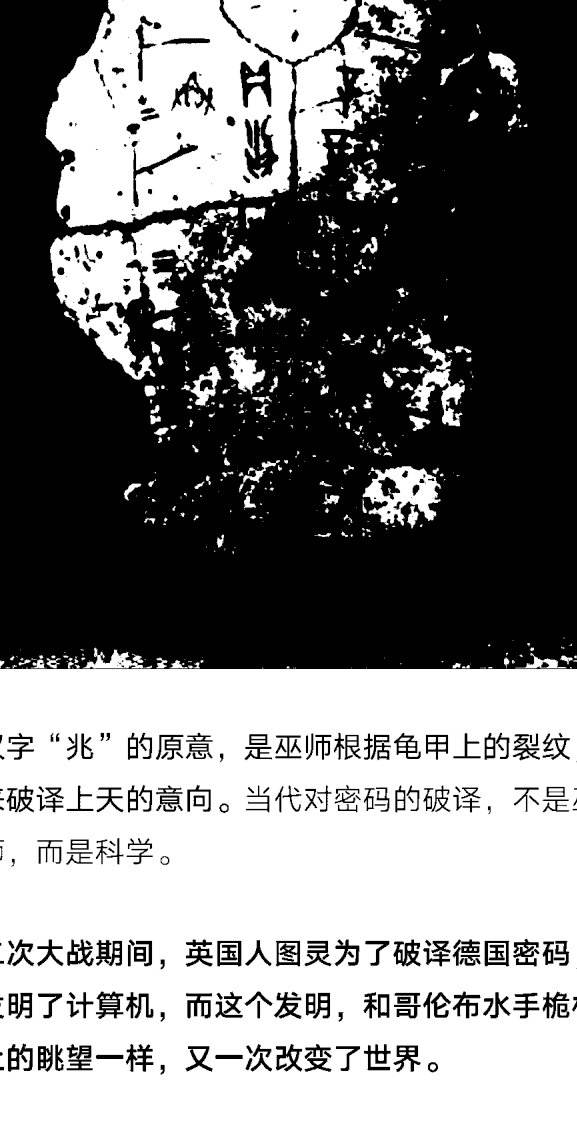 字“兆”的原意，是巫师根据龟甲上的裂纹，
破译上天的意向。当代对密码的破译，不是
，而是科学。
次大战期间，英国人图灵为了破译德国密码，
明了计算机，而这个发明，和哥伦布水手桅
的眺望一样，又一次改变了世界。